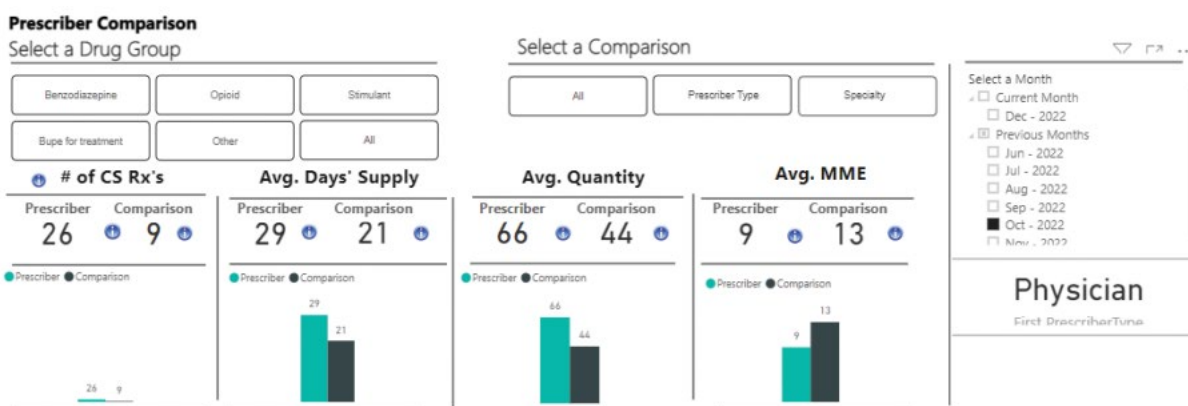 Prescriber Comparison
Select a Drug Group
Benzodiazepine
Opioid
Stimulant
Bupe for treatment
Other
All
Select a Comparison
All
Prescriber Type
Specialty
# of CS Rx's
Prescriber
Comparison
26
9
Prescriber
Comparison
26
9
Avg. Days' Supply
Prescriber
Comparison
29
21
Prescriber
Comparison
29
21
Avg. Quantity
Prescriber
Comparison
66
44
Prescriber
Comparison
66
44
Avg. MME
Prescriber
Comparison
9
13
Prescriber
Comparison
9
13
Select a Month
Current Month
Dec - 2022
Previous Months
Jun - 2022
Jul - 2022
Aug - 2022
Sep - 2022
Oct - 2022
Nov - 2022
Physician
First PrescriberType